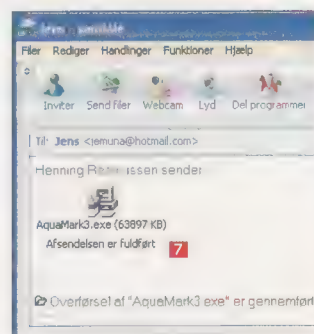 Filer Rediger Handlinger Funktioner Hjælp
Inviter Send filer Webcam Lyd Del programmer
Til: Jens <jemuna@hotmail.com>
Henning sender
AquaMark3.exe (63897 KB)
Afsendelsen er fuldført 7
Overførsel af "AquaMark3.exe" er gennemført